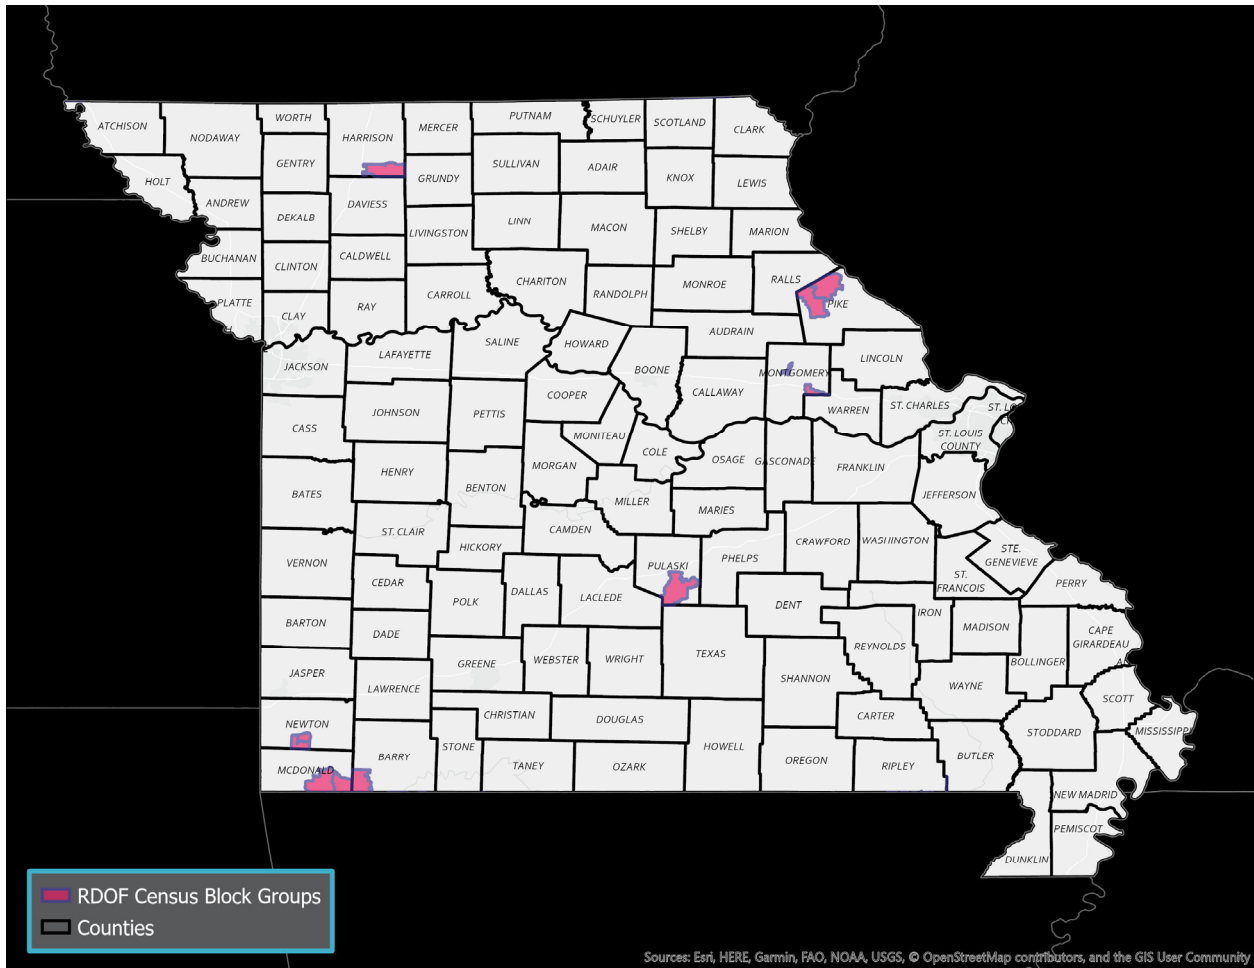 ATCHISON
NODAWAY
WORTH
HARRISON
MERCER
PUTNAM
SCHUYLER
SCOTLAND
CLARK
HOLT
GENTRY
GRUNDY
SULLIVAN
ADAIR
KNOX
LEWIS
ANDREW
DEKALB
DAVIESS
LIVINGSTON
LINN
MACON
SHELBY
MARION
BUCHANAN
CLINTON
CALDWELL
CARROLL
CHARITON
RANDOLPH
MONROE
RALLS
PIKE
PLATTE
CLAY
RAY
AUDRAIN
JACKSON
LAFAYETTE
SALINE
HOWARD
BOONE
CALLAWAY
MONTGOMERY
LINCOLN
CASS
JOHNSON
PETTIS
COOPER
WARREN
ST. CHARLES
ST. LO
ST. LOUIS
COUNTY
MONITEAU
COLE
OSAGE
GASCONADE
FRANKLIN
BATES
HENRY
BENTON
MORGAN
MILLER
MARIES
JEFFERSON
ST. CLAIR
HICKORY
CAMDEN
PULASKI
PHELPS
CRAWFORD
WASHINGTON
STE.
GENEVIEVE
VERNON
CEDAR
POLK
DALLAS
LACLEDE
DENT
ST.
FRANCOIS
PERRY
BARTON
DADE
IRON
MADISON
CAPE
GIRARDEAU
GREENE
WEBSTER
WRIGHT
TEXAS
REYNOLDS
BOLLINGER
JASPER
LAWRENCE
SHANNON
WAYNE
SCOTT
NEWTON
CHRISTIAN
DOUGLAS
CARTER
STODDARD
MISSISSIPPI
MCDONALD
BARRY
STONE
TANEY
OZARK
HOWELL
OREGON
RIPLEY
BUTLER
NEW MADRID
PEMISCOT
DUNKLIN
RDOF Census Block Groups
Counties
Sources: Esri, HERE, Garmin, FAO, NOAA, USGS, © OpenStreetMap contributors, and the GIS User Community